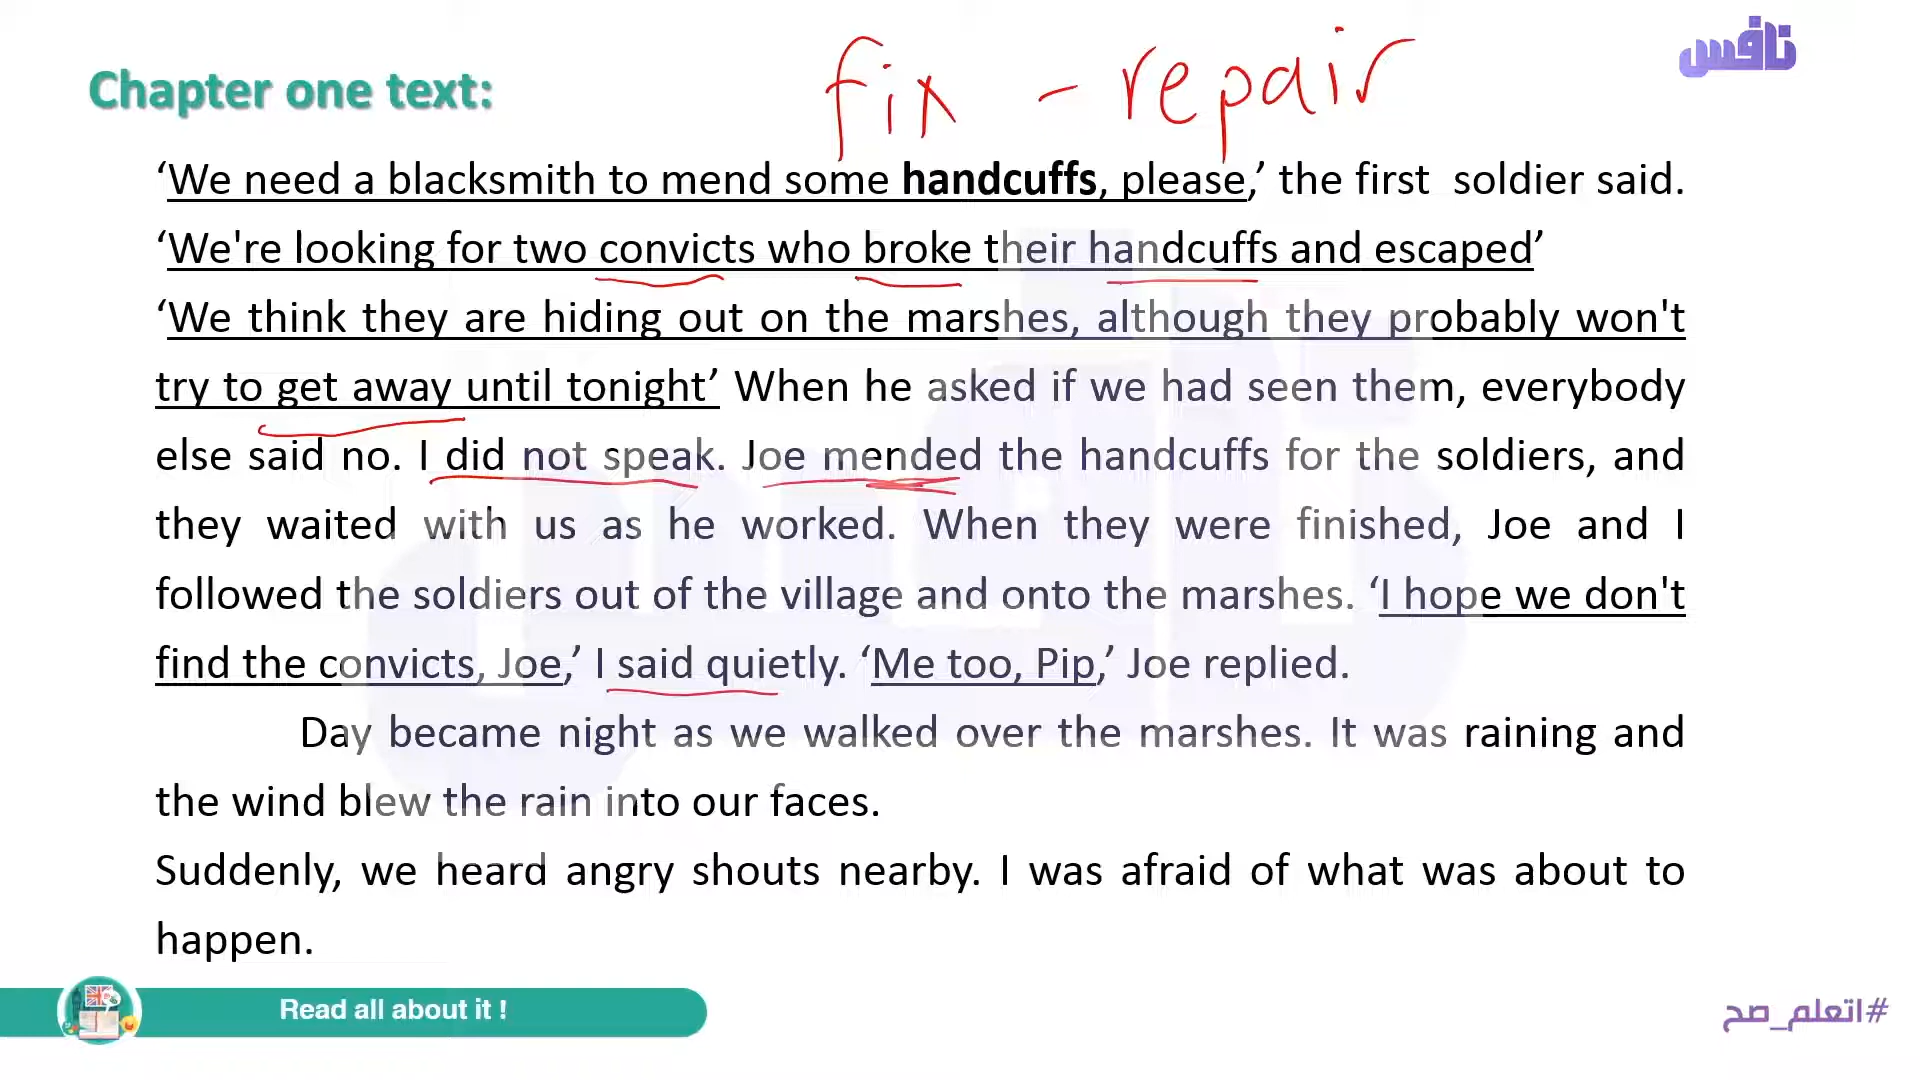 نافس
fix - repair
Chapter one text:
‘We need a blacksmith to mend some handcuffs, please,’ the first soldier said.
‘We're looking for two convicts who broke their handcuffs and escaped’
‘We think they are hiding out on the marshes, although they probably won't
try to get away until tonight’ When he asked if we had seen them, everybody
else said no. I did not speak. Joe mended the handcuffs for the soldiers, and
they waited with us as he worked. When they were finished, Joe and I
followed the soldiers out of the village and onto the marshes. ‘I hope we don't
find the convicts, Joe,’ I said quietly. ‘Me too, Pip,’ Joe replied.
Day became night as we walked over the marshes. It was raining and
the wind blew the rain into our faces.
Suddenly, we heard angry shouts nearby. I was afraid of what was about to
happen.
Read all about it !
#اتعلم_صح